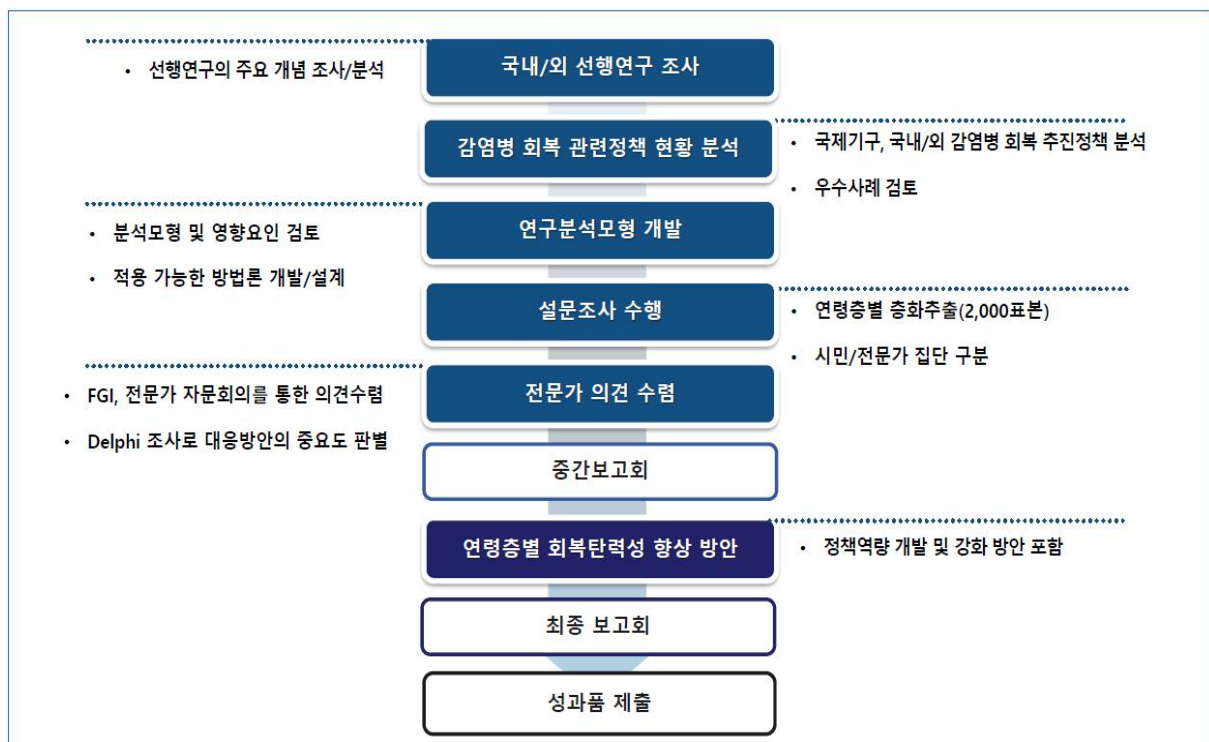 국내/외 선행연구 조사
• 선행연구의 주요 개념 조사/분석
감염병 회복 관련정책 현황 분석
• 국제기구, 국내/외 감염병 회복 추진정책 분석
• 우수사례 검토
연구분석모형 개발
• 분석모형 및 영향요인 검토
• 적용 가능한 방법론 개발/설계
설문조사 수행
• 연령층별 층화추출(2,000표본)
• 시민/전문가 집단 구분
전문가 의견 수렴
• FGI, 전문가 자문회의를 통한 의견수렴
• Delphi 조사로 대응방안의 중요도 판별
중간보고회
연령층별 회복탄력성 향상 방안
• 정책역량 개발 및 강화 방안 포함
최종 보고회
성과품 제출